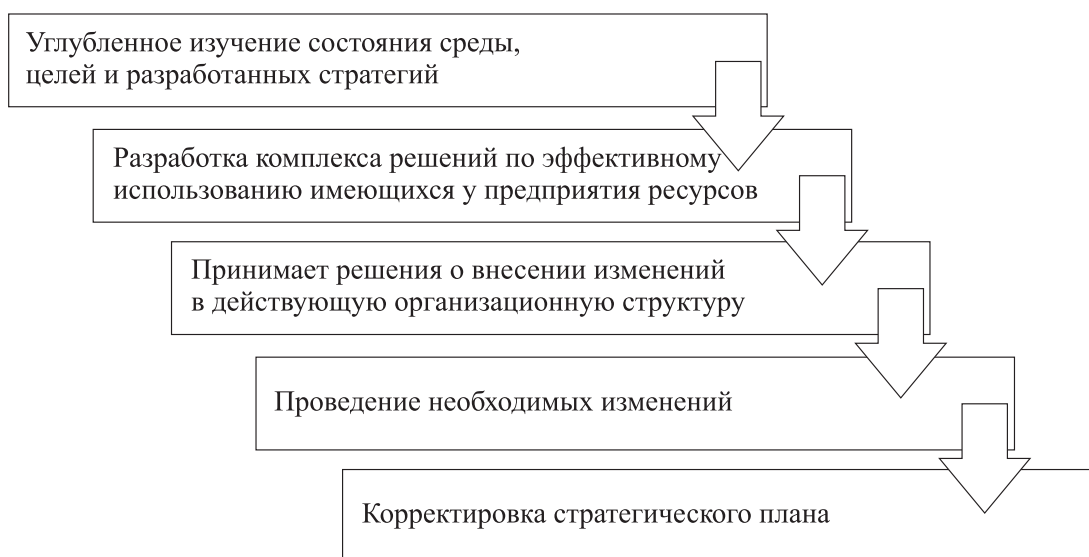 Углубленное изучение состояния среды,
целей и разработанных стратегий
Разработка комплекса решений по эффективному
использованию имеющихся у предприятия ресурсов
Принимает решения о внесении изменений
в действующую организационную структуру
Проведение необходимых изменений
Корректировка стратегического плана